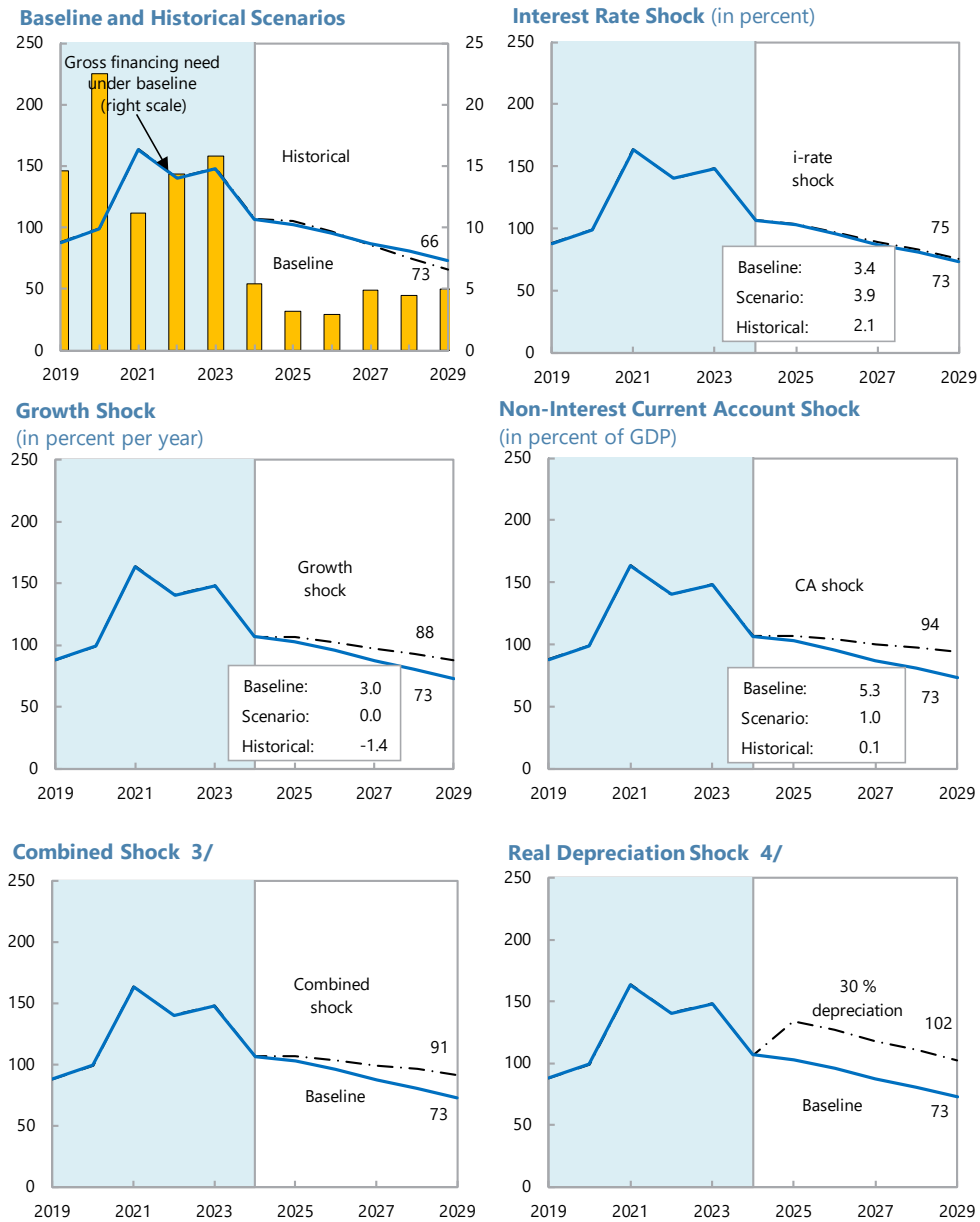 Baseline and Historical Scenarios
250
200
150
100
50
0
25
20
15
10
5
0
Gross financing need
under baseline
(right scale)
Historical
66
Baseline
73
2019 2021 2023 2025 2027 2029
Interest Rate Shock (in percent)
250
200
150
100
50
0
i-rate
shock
75
73
Baseline: 3.4
Scenario: 3.9
Historical: 2.1
2019 2021 2023 2025 2027 2029
Growth Shock
(in percent per year)
250
200
150
100
50
0
Growth
shock
88
73
Baseline: 3.0
Scenario: 0.0
Historical: -1.4
2019 2021 2023 2025 2027 2029
Non-Interest Current Account Shock
(in percent of GDP)
250
200
150
100
50
0
CA shock
94
73
Baseline: 5.3
Scenario: 1.0
Historical: 0.1
2019 2021 2023 2025 2027 2029
Combined Shock 3/
250
200
150
100
50
0
Combined
shock
91
Baseline
73
2019 2021 2023 2025 2027 2029
Real Depreciation Shock 4/
250
200
150
100
50
0
30 %
depreciation
102
Baseline
73
2019 2021 2023 2025 2027 2029